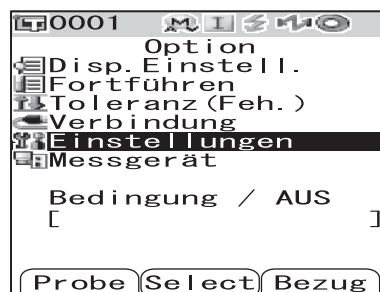 0001 M I
Option
Disp.Einstell.
Fortführen
Toleranz(Feh.)
Verbindung
Einstellungen
Messgerät
Bedingung / AUS
[ ]
Probe Select Bezug